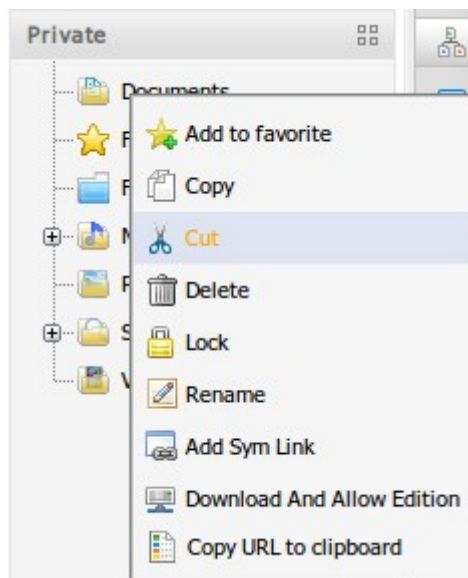 Private
Documents
F
Add to favorite
F
Copy
M
Cut
Delete
S
Lock
V
Rename
Add Sym Link
Download And Allow Edition
Copy URL to clipboard